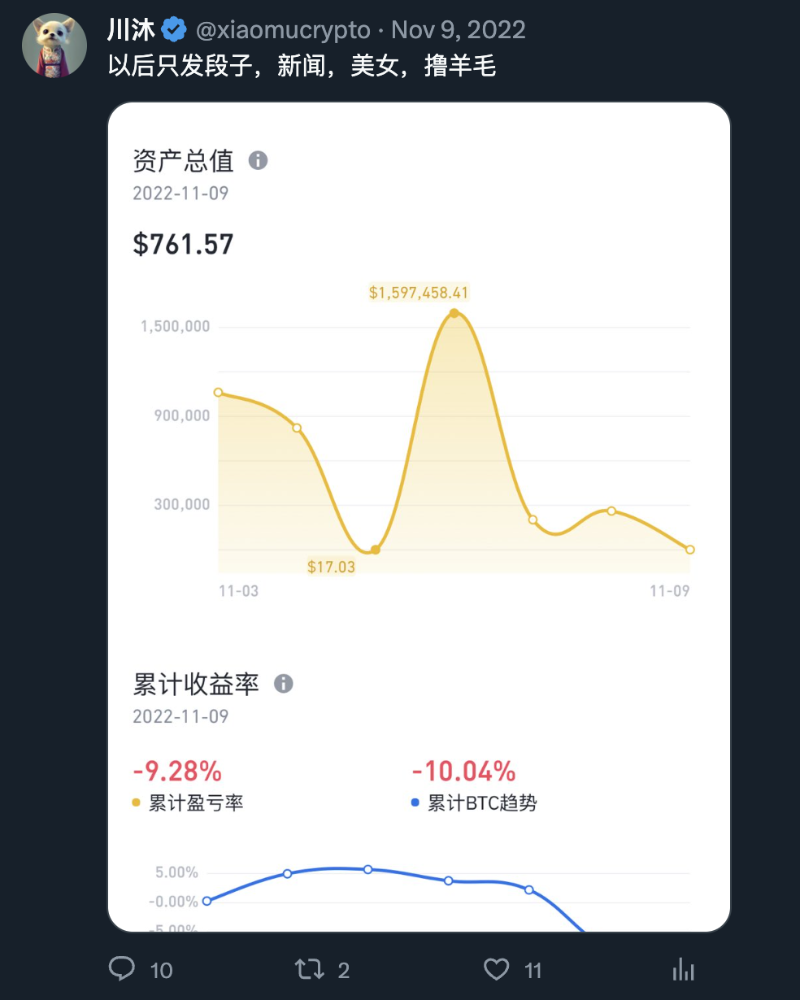 川沐 @xiaomucrypto · Nov 9, 2022
以后只发段子，新闻，美女，撸羊毛
资产总值
2022-11-09
$761.57
$1,597,458.41
1,500,000
900,000
300,000
$17.03
11-03 11-09
累计收益率
2022-11-09
-9.28% -10.04%
累计盈亏率 累计BTC趋势
5.00%
-0.00%
-5.00%
10 2 11